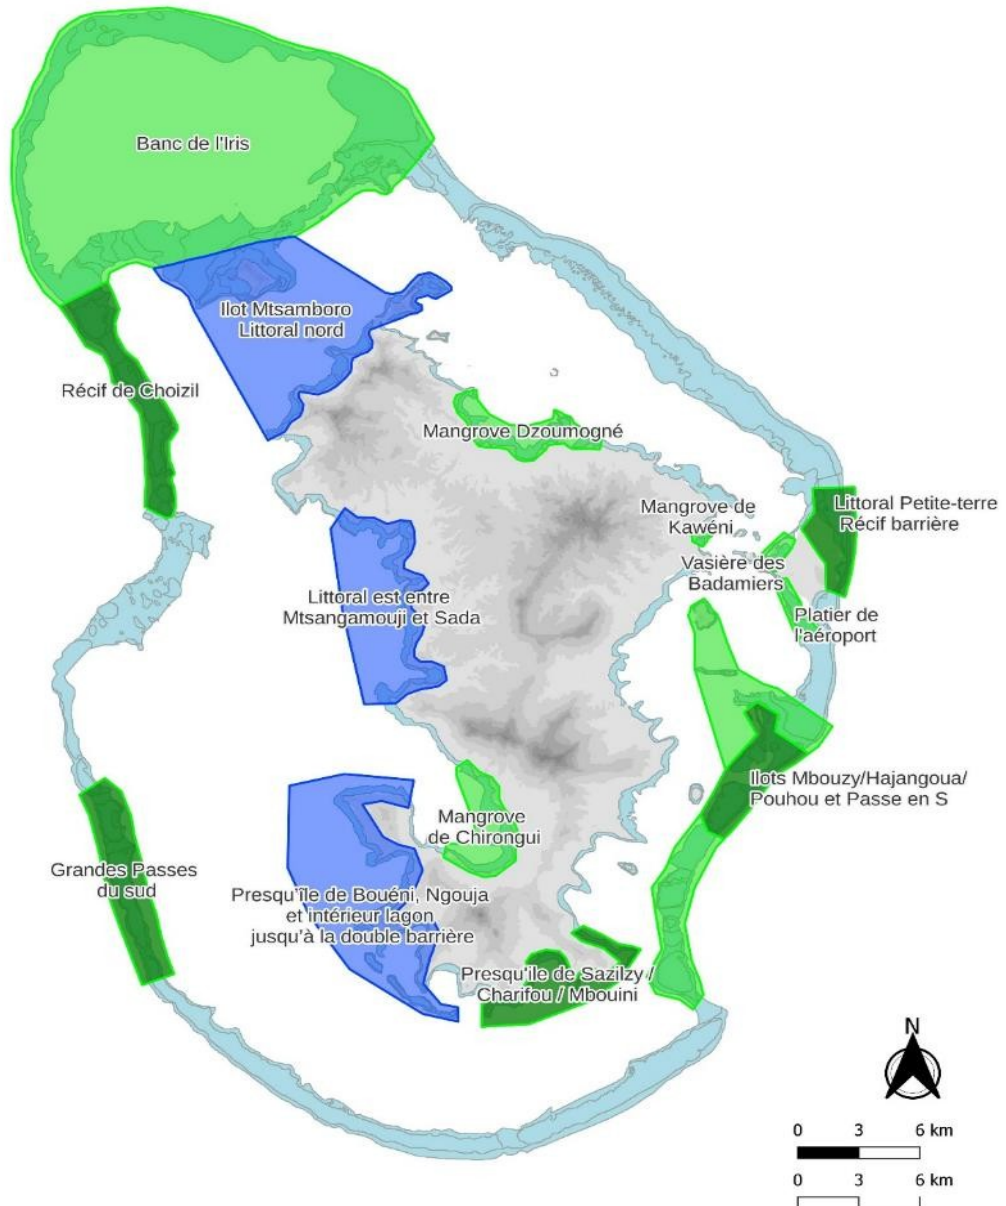 Banc de l'Iris
Ilot Mtsamboro
Littoral nord
Récif de Choizil
Mangrove Dzoumogné
Mangrove de
Kawéni
Littoral Petite-terre
Récif barrière
Vasière des
Badamiers
Littoral est entre
Mtsangamouji et Sada
Platier de
l'aéroport
Ilots Mbouzy/Hajangoua/
Pouhou et Passe en S
Mangrove
de Chirongui
Grandes Passes
du sud
Presqu'île de Bouéni, Ngouja
et intérieur lagon
jusqu'à la double barrière
Presqu'ile de Sazilzy /
Charifou / Mbouini
N
0 3 6 km
0 3 6 km